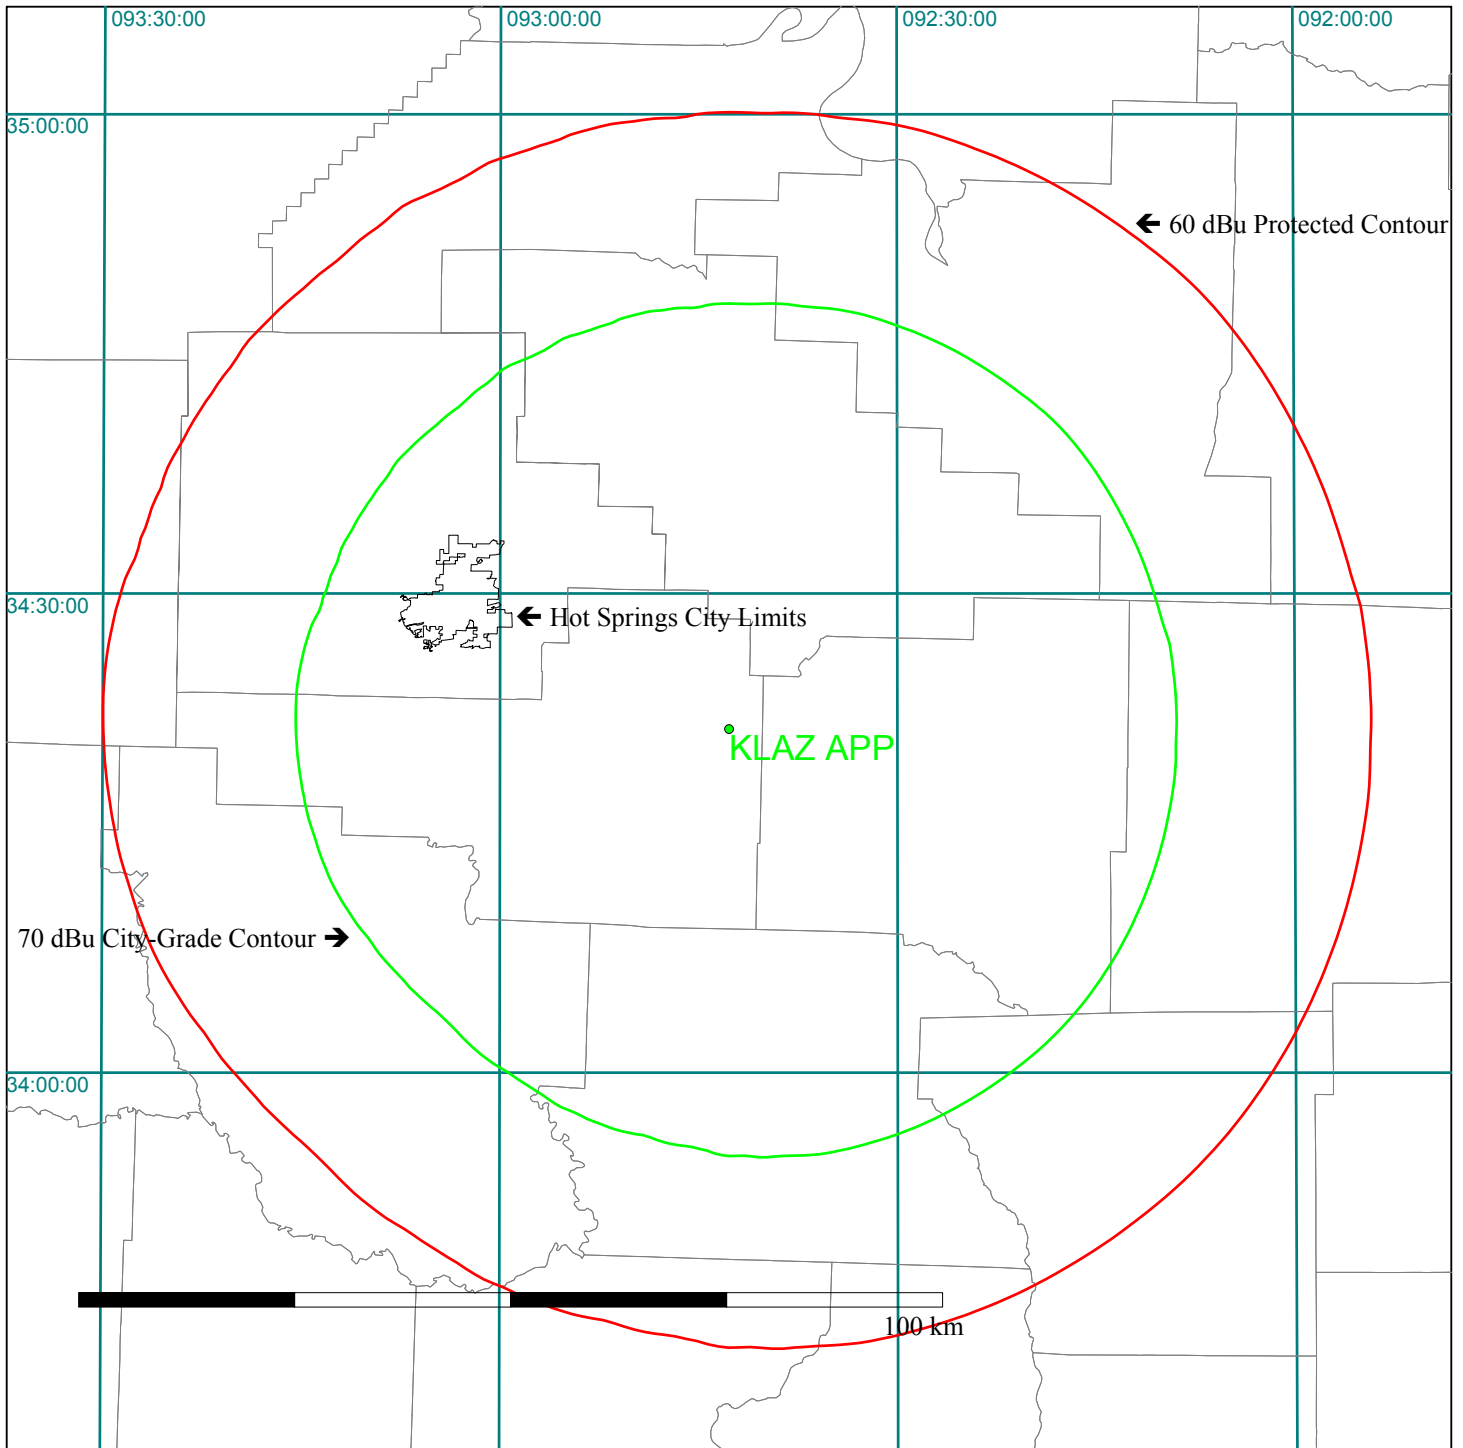 093:30:00
093:00:00
092:30:00
092:00:00
35:00:00
🡸 60 dBu Protected Contour
34:30:00
🡸 Hot Springs City Limits
KLAZ APP
70 dBu City-Grade Contour 🡺
34:00:00
100 km